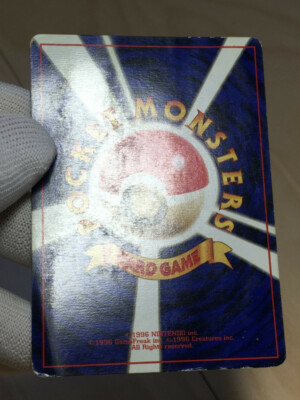 POCKET MONSTERS
CARD GAME
©1996 NINTENDO
©1996 GameFreak inc. ©1996 Creatures inc.
All Rights reserved.